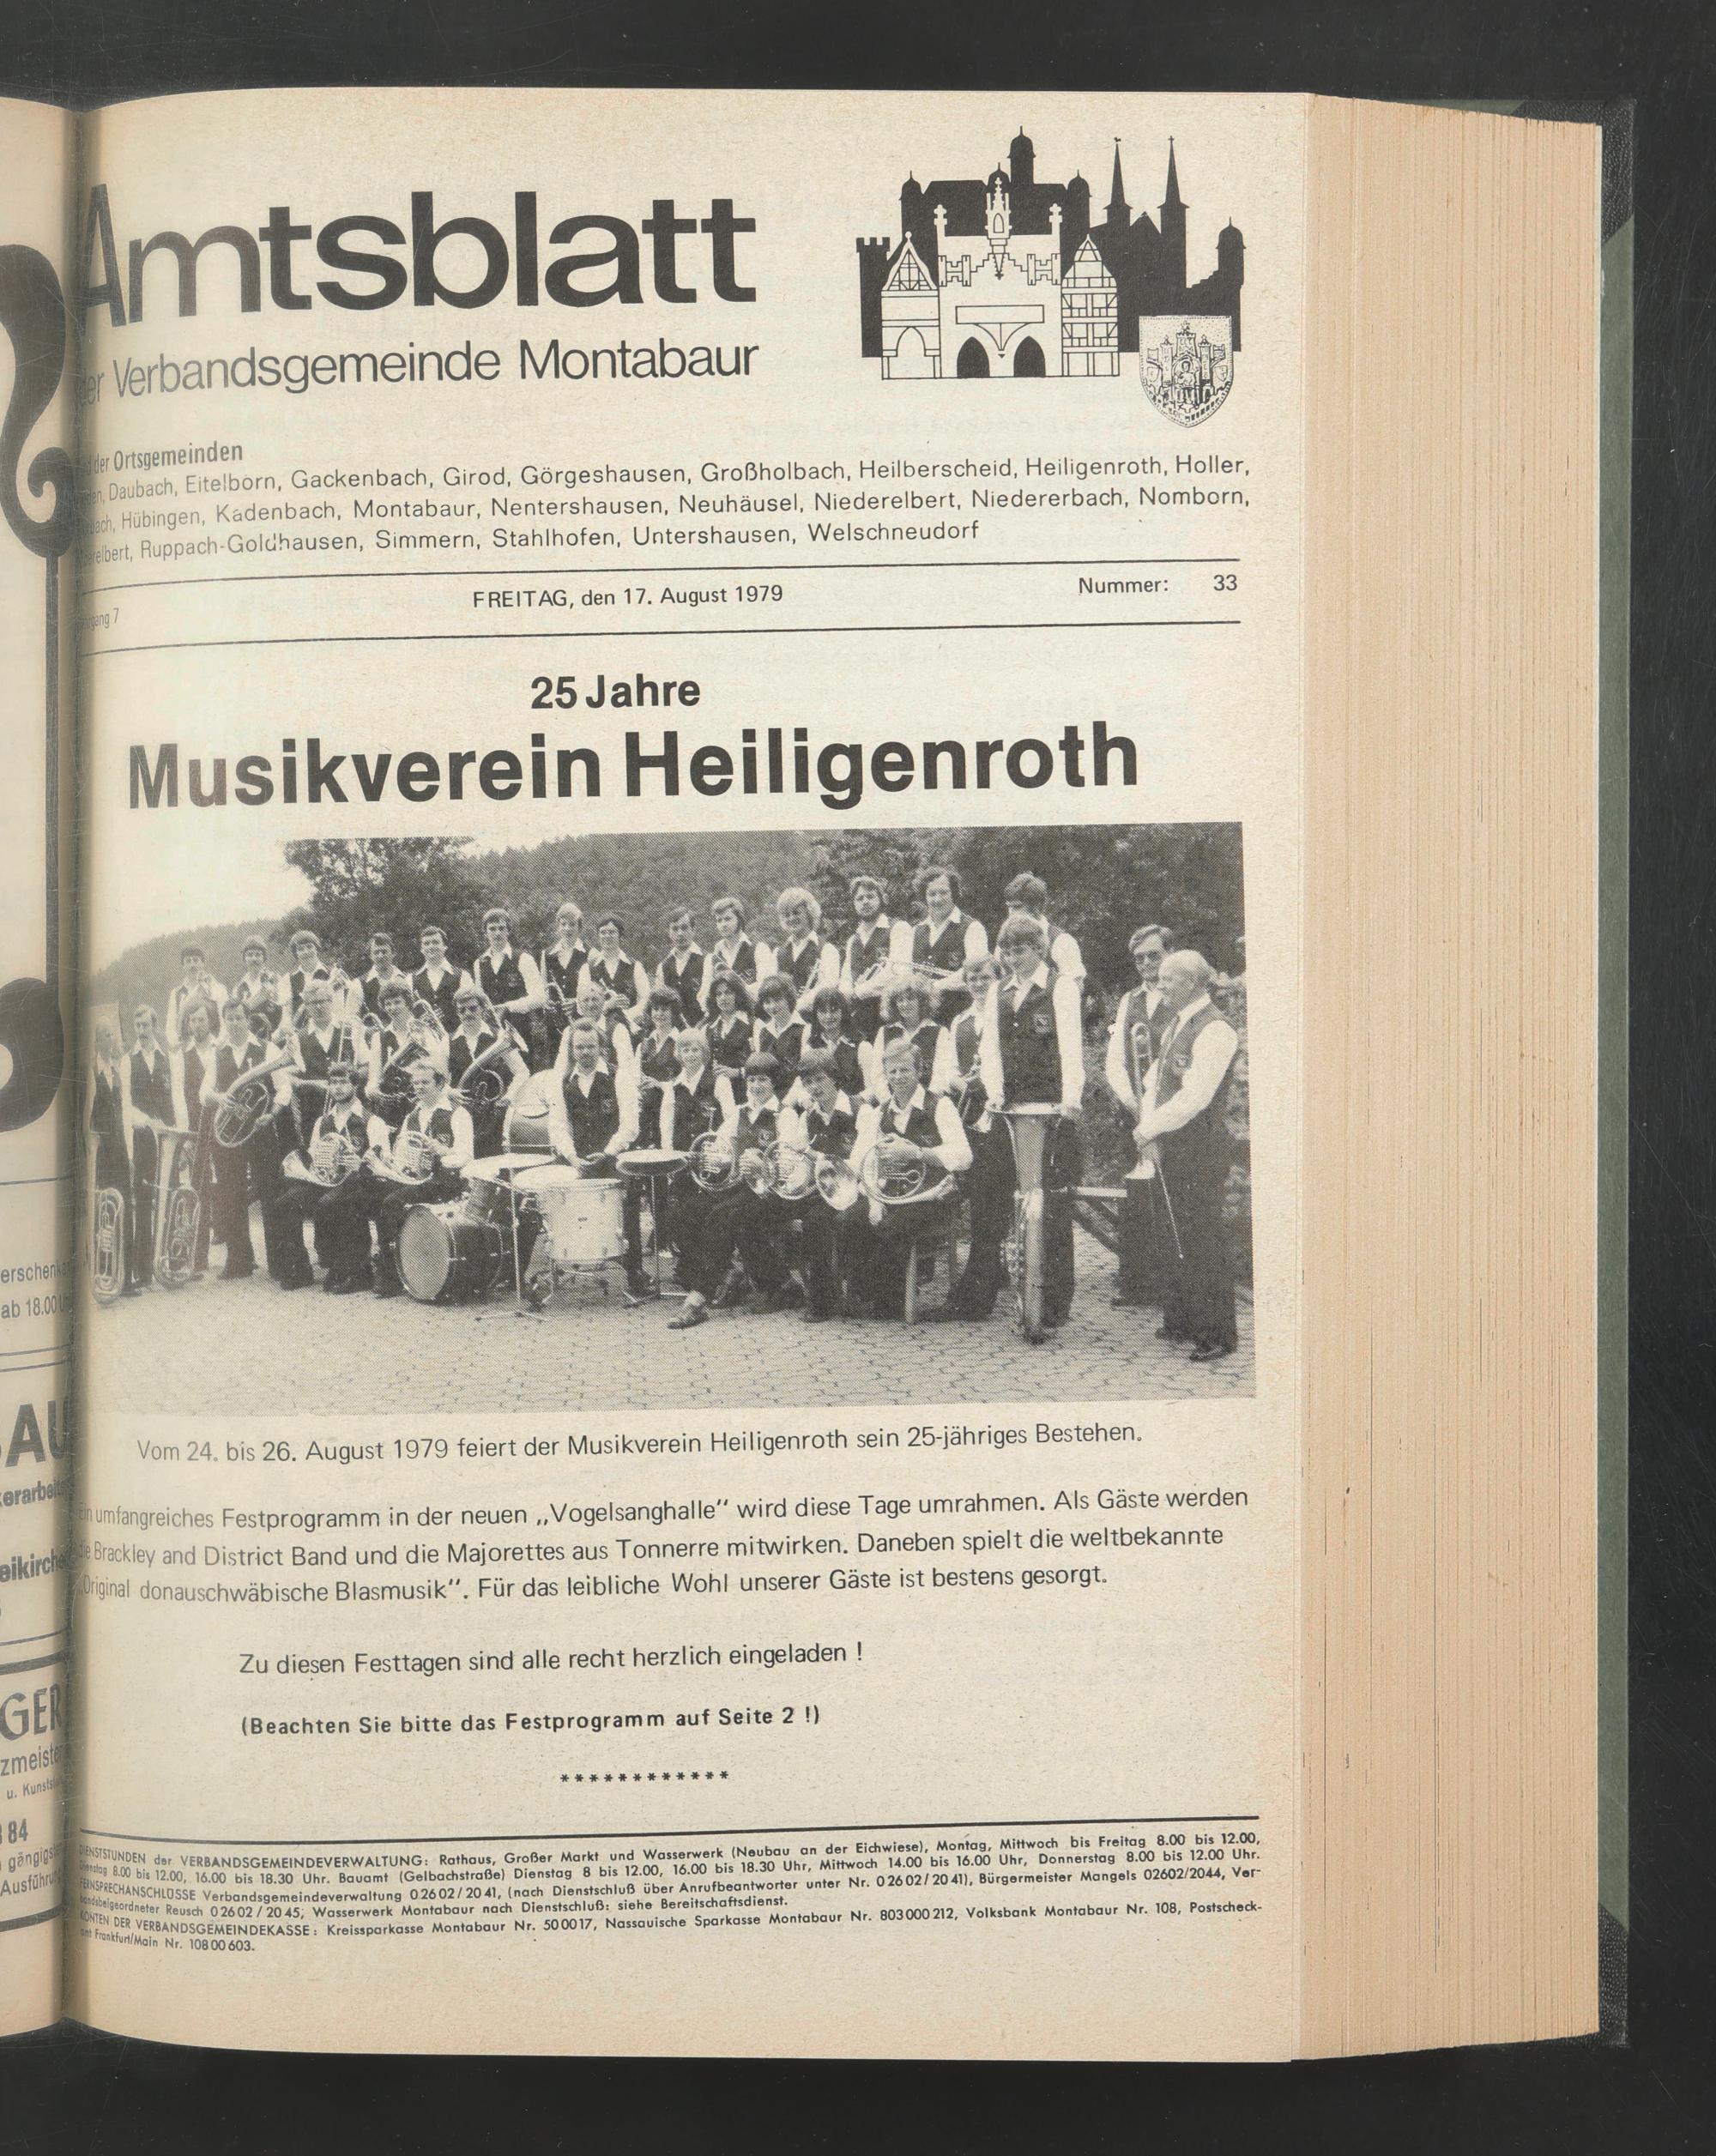 Amtsblatt
der Verbandsgemeinde Montabaur
der Ortsgemeinden
Daubach, Eitelborn, Gackenbach, Girod, Görgeshausen, Großholbach, Heilberscheid, Heiligenroth, Holler,
Hübingen, Kadenbach, Montabaur, Nentershausen, Neuhäusel, Niederelbert, Niedererbach, Nomborn,
Ruppach-Goldhausen, Simmern, Stahlhofen, Untershausen, Welschneudorf
7
FREITAG, den 17. August 1979
Nummer: 33
25 Jahre
Musikverein Heiligenroth
Vom 24. bis 26. August 1979 feiert der Musikverein Heiligenroth sein 25-jähriges Bestehen.
umfangreiches Festprogramm in der neuen „Vogelsanghalle" wird diese Tage umrahmen. Als Gäste werden
Brackley and District Band und die Majorettes aus Tonnerre mitwirken. Daneben spielt die weltbekannte
Original donauschwäbische Blasmusik". Für das leibliche Wohl unserer Gäste ist bestens gesorgt.
Zu diesen Festtagen sind alle recht herzlich eingeladen !
(Beachten Sie bitte das Festprogramm auf Seite 2 !)
************
DIENSTSTUNDEN der VERBANDSGEMEINDEVERWALTUNG: Rathaus, Großer Markt und Wasserwerk (Neubau an der Eichwiese), Montag, Mittwoch bis Freitag 8.00 bis 12.00,
Dienstag 8.00 bis 12.00, 16.00 bis 18.30 Uhr. Bauamt (Gelbachstraße) Dienstag 8 bis 12.00, 16.00 bis 18.30 Uhr, Mittwoch 14.00 bis 16.00 Uhr, Donnerstag 8.00 bis 12.00 Uhr.
FERNSPRECHANSCHLÜSSE Verbandsgemeindeverwaltung 02602/2041, (nach Dienstschluß über Anrufbeantworter unter Nr. 02602/2041), Bürgermeister Mangels 02602/2044, Ver-
bandsbeigeordneter Reusch 02602/2045, Wasserwerk Montabaur nach Dienstschluß: siehe Bereitschaftsdienst.
KONTEN DER VERBANDSGEMEINDEKASSE: Kreissparkasse Montabaur Nr. 500017, Nassauische Sparkasse Montabaur Nr. 803000212, Volksbank Montabaur Nr. 108, Postscheck-
amt Frankfurt/Main Nr. 10800603.
ab 18.00
u. Kunsts
84